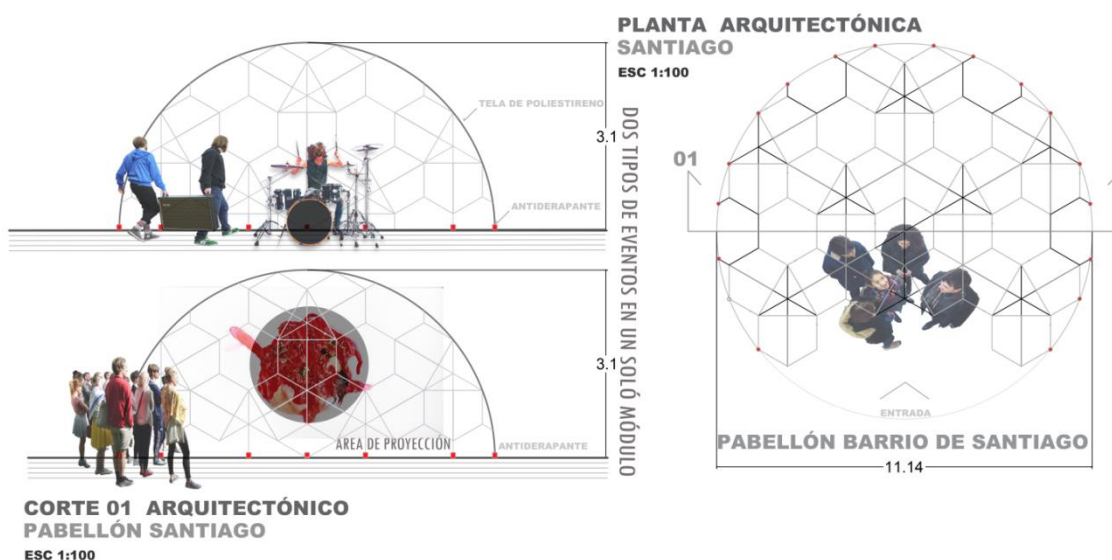 TELA DE POLIESTIRENO
3.1
ANTIDERAPANTE
AREA DE PROYECCIÓN
3.1
ANTIDERAPANTE
CORTE 01 ARQUITECTÓNICO
PABELLÓN SANTIAGO
ESC 1:100
DOS TIPOS DE EVENTOS EN UN SOLÓ MÓDULO
PLANTA ARQUITECTÓNICA
SANTIAGO
ESC 1:100
01
ENTRADA
PABELLÓN BARRIO DE SANTIAGO
11.14